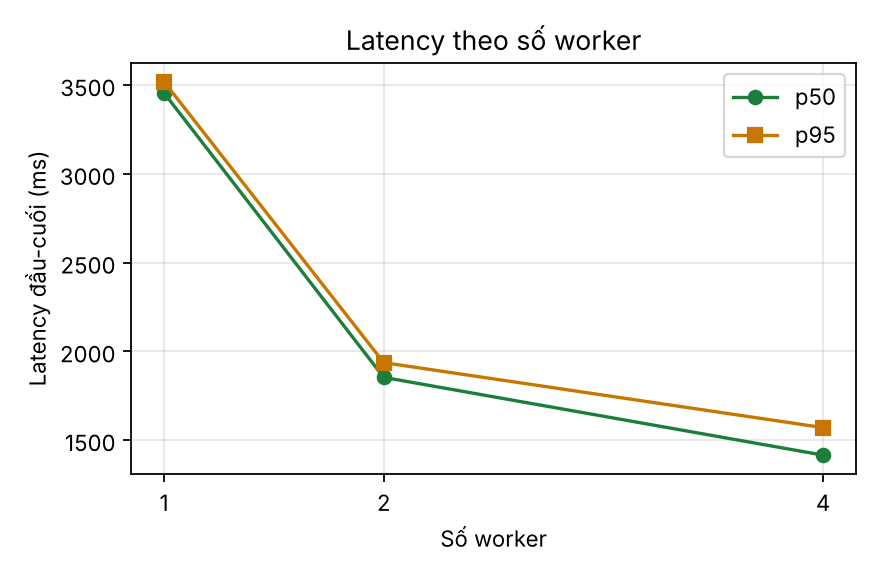 Latency theo số worker
Latency đầu-cuối (ms)
3500
3000
2500
2000
1500
p50
p95
1
2
4
Số worker